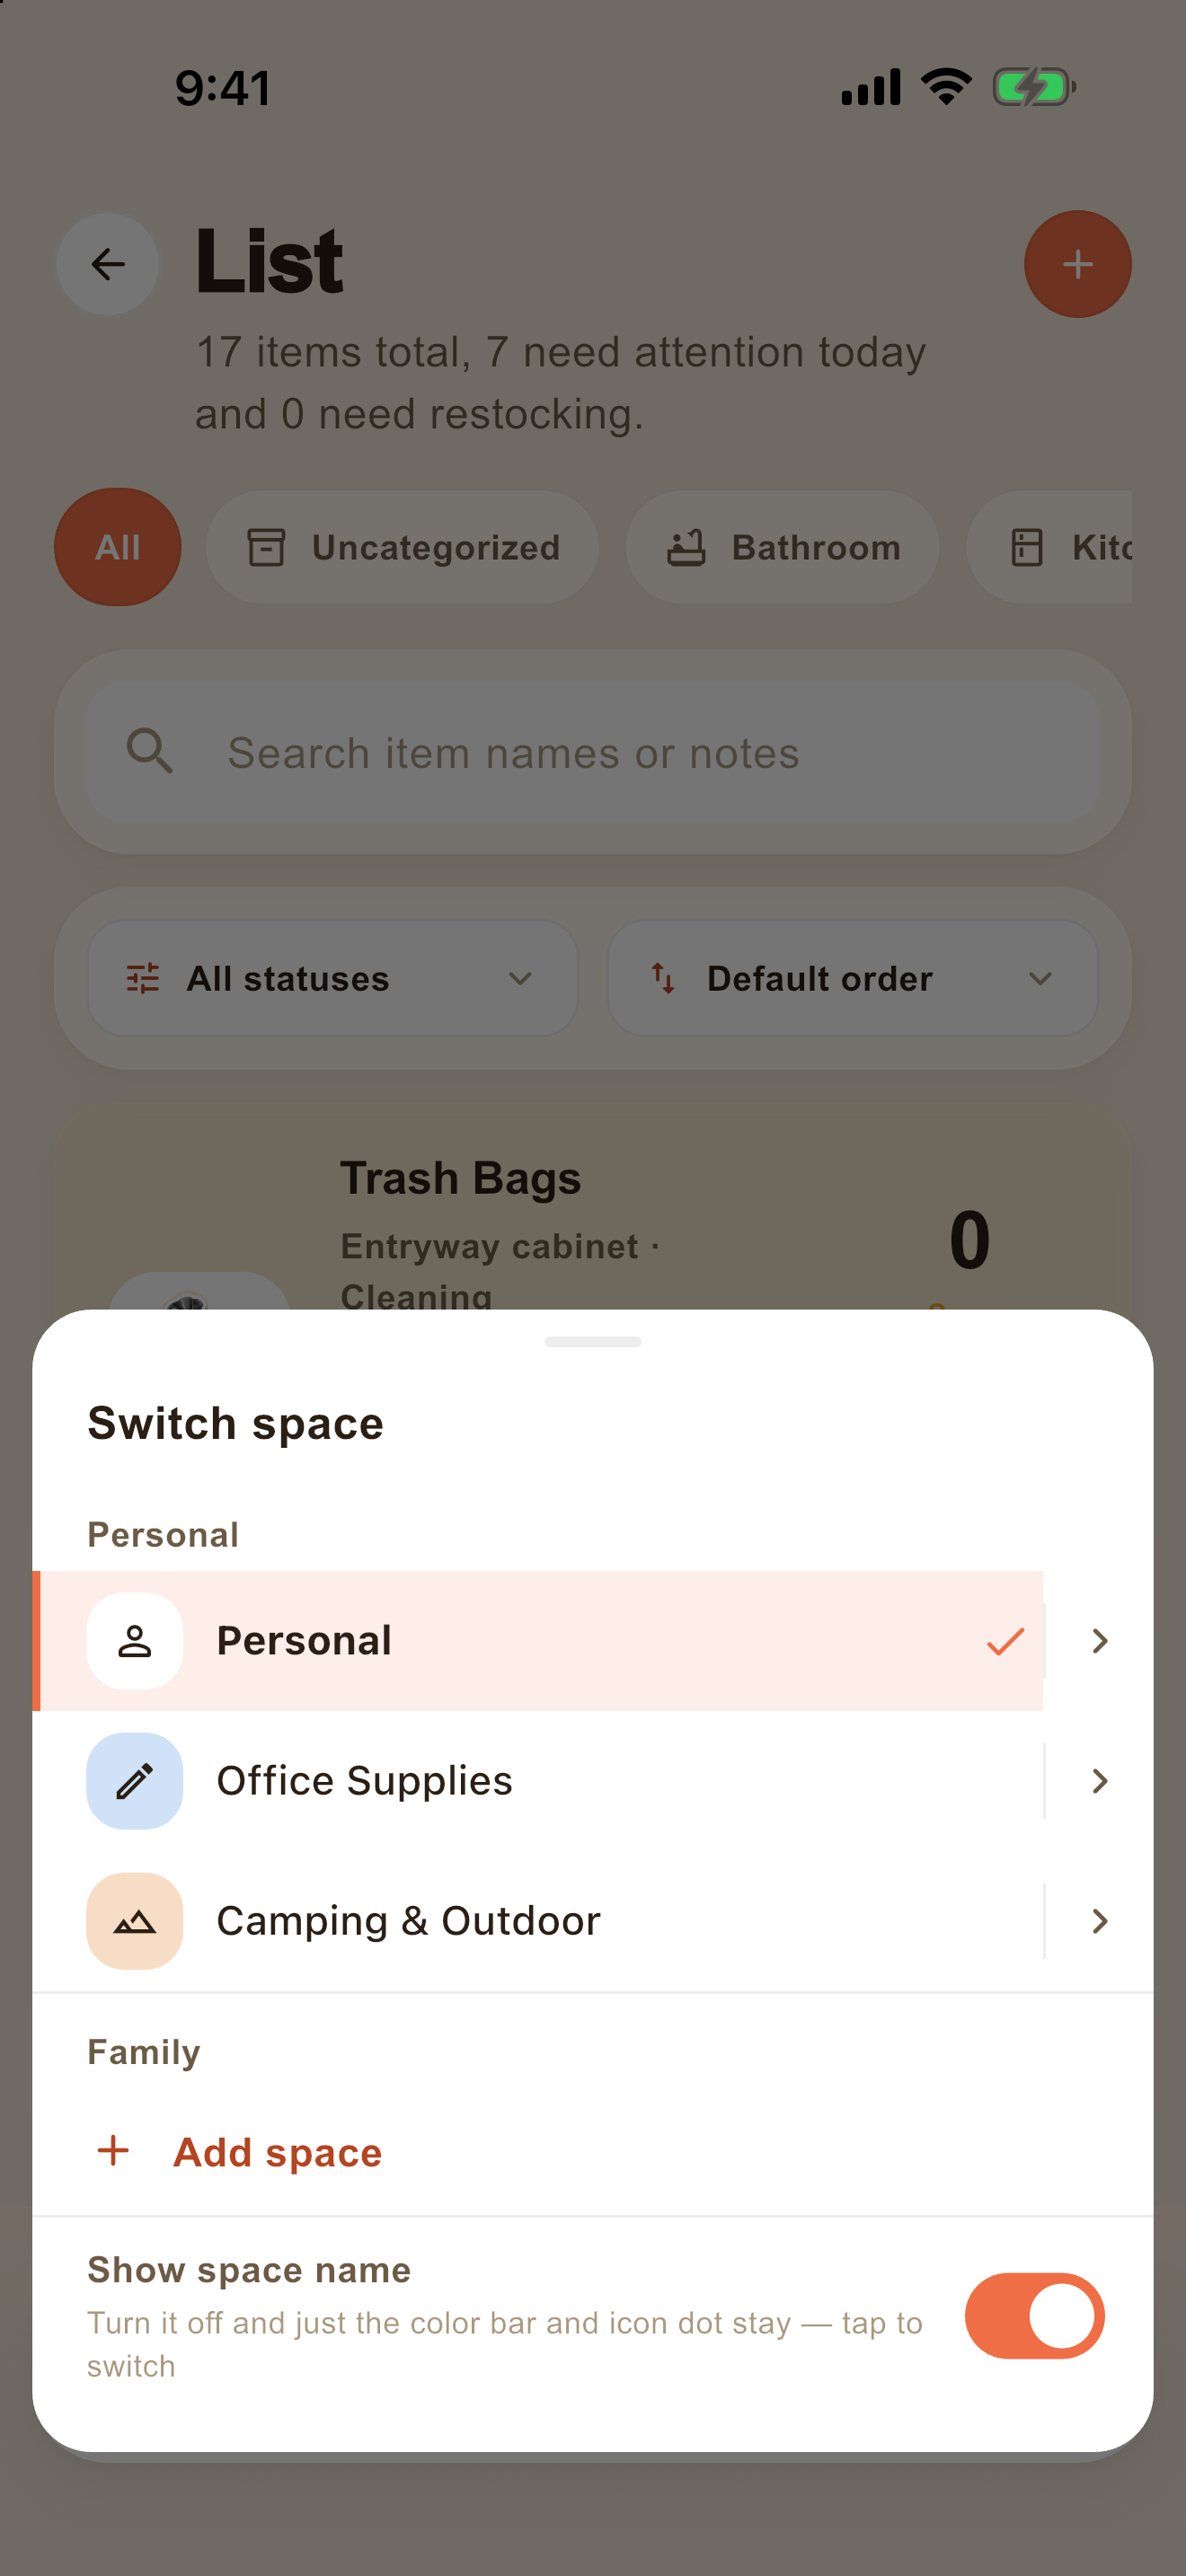 9:41
List
17 items total, 7 need attention today
and 0 need restocking.
All
Uncategorized
Bathroom
Kitc
Search item names or notes
All statuses
Default order
Trash Bags
Entryway cabinet ·
Cleaning
0
Switch space
Personal
Personal
Office Supplies
Camping & Outdoor
Family
Add space
Show space name
Turn it off and just the color bar and icon dot stay — tap to
switch